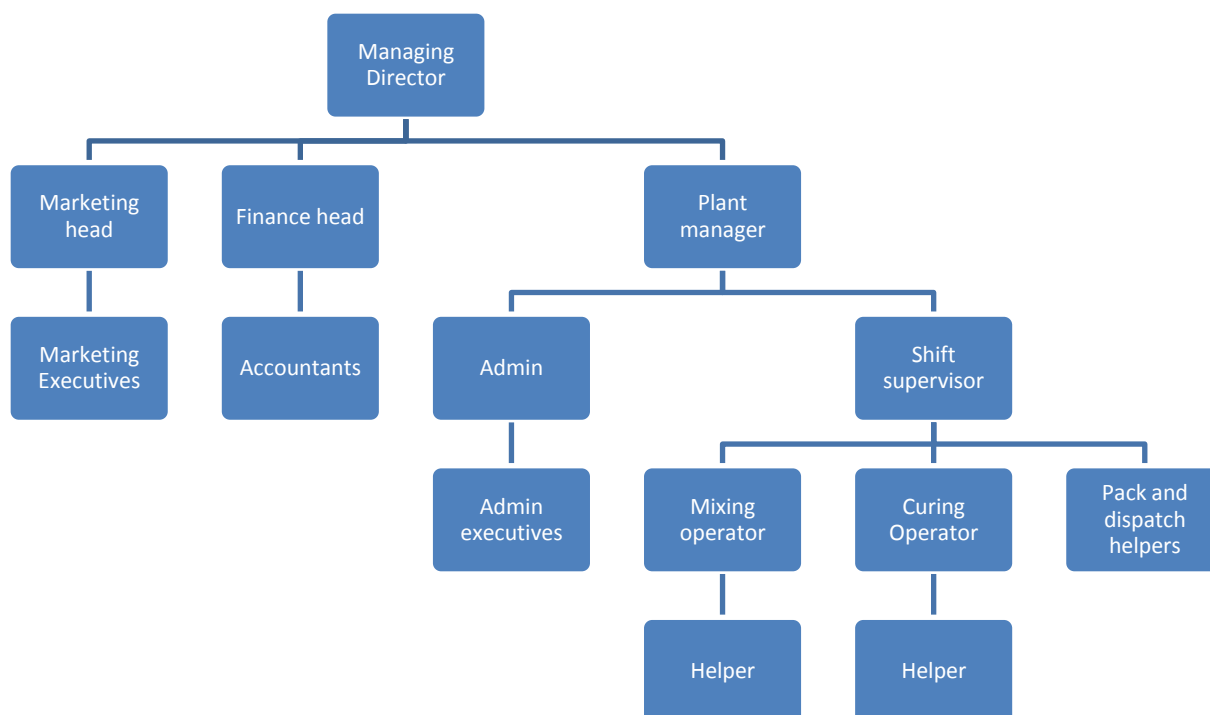 Managing
Director
Marketing
head
Finance head
Plant
manager
Marketing
Executives
Accountants
Admin
Shift
supervisor
Admin
executives
Mixing
operator
Curing
Operator
Pack and
dispatch
helpers
Helper
Helper